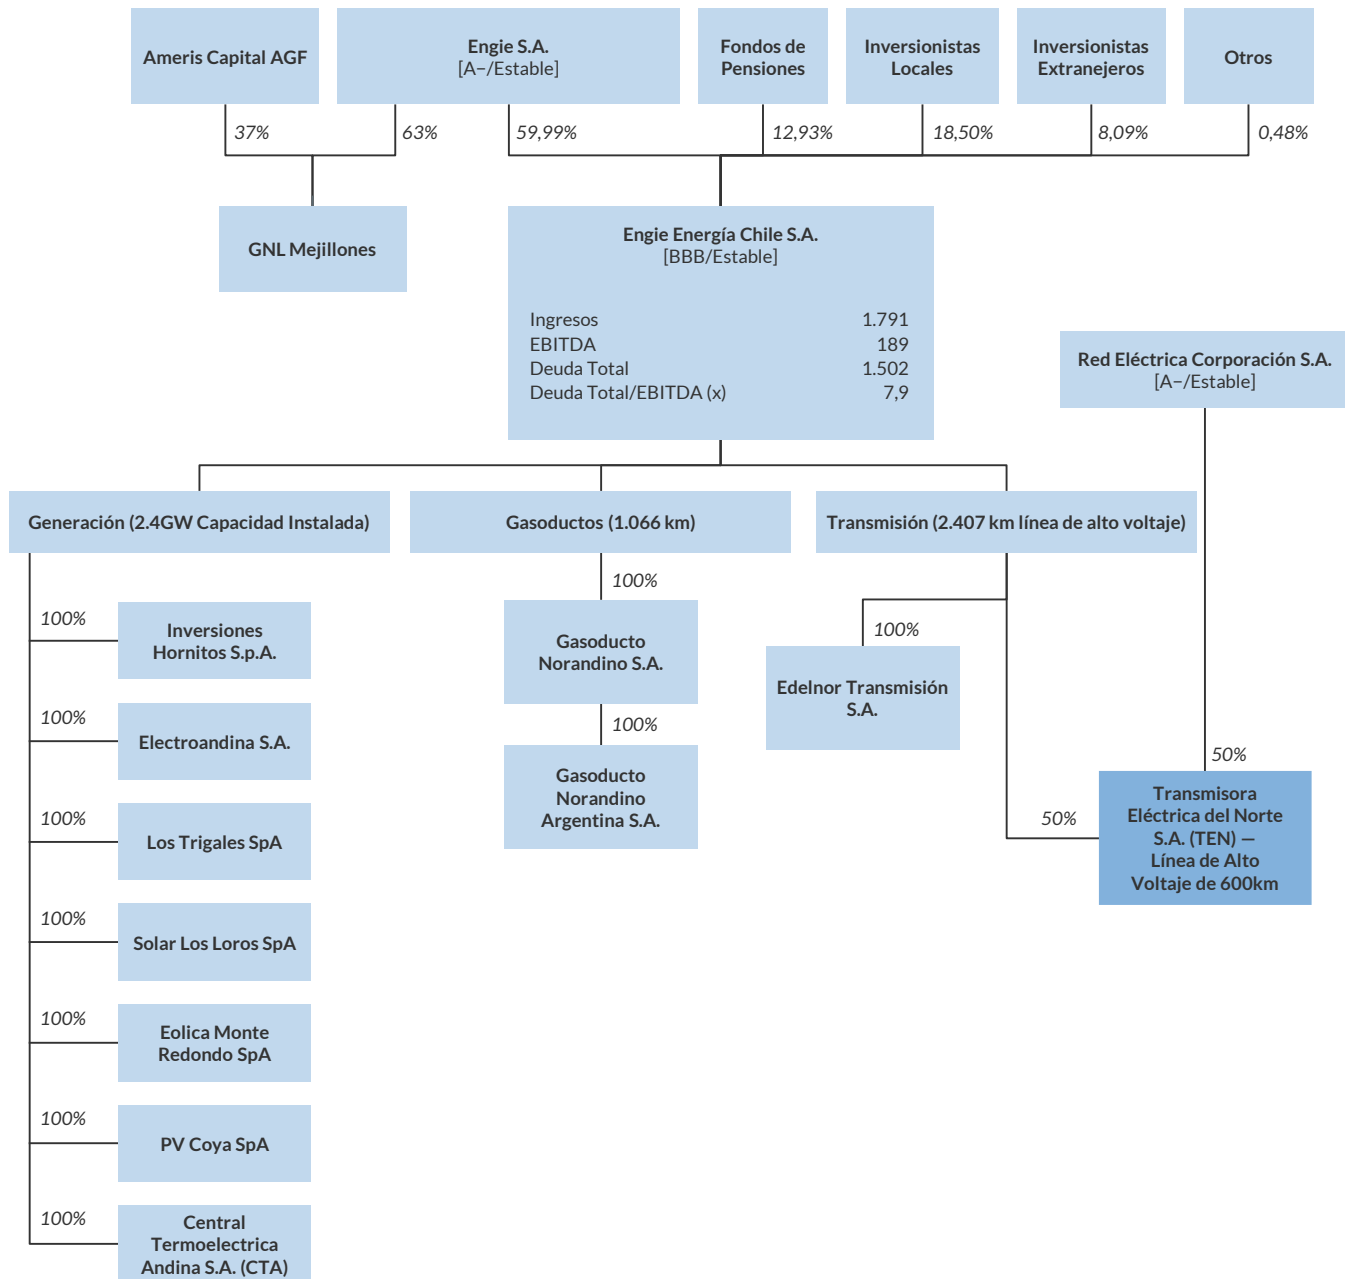 Ameris Capital AGF
Engie S.A.
[A−/Estable]
Fondos de
Pensiones
Inversionistas
Locales
Inversionistas
Extranjeros
Otros
37%
63%
59,99%
12,93%
18,50%
8,09%
0,48%
GNL Mejillones
Engie Energía Chile S.A.
[BBB/Estable]
Ingresos 1.791
EBITDA 189
Deuda Total 1.502
Deuda Total/EBITDA (x) 7,9
Red Eléctrica Corporación S.A.
[A−/Estable]
Generación (2.4GW Capacidad Instalada)
Gasoductos (1.066 km)
Transmisión (2.407 km línea de alto voltaje)
100%
Inversiones
Hornitos S.p.A.
100%
Electroandina S.A.
100%
Los Trigales SpA
100%
Solar Los Loros SpA
100%
Eolica Monte
Redondo SpA
100%
PV Coya SpA
100%
Central
Termoelectrica
Andina S.A. (CTA)
100%
Gasoducto
Norandino S.A.
100%
Gasoducto
Norandino
Argentina S.A.
100%
Edelnor Transmisión
S.A.
50%
50%
Transmisora
Eléctrica del Norte
S.A. (TEN) —
Línea de Alto
Voltaje de 600km